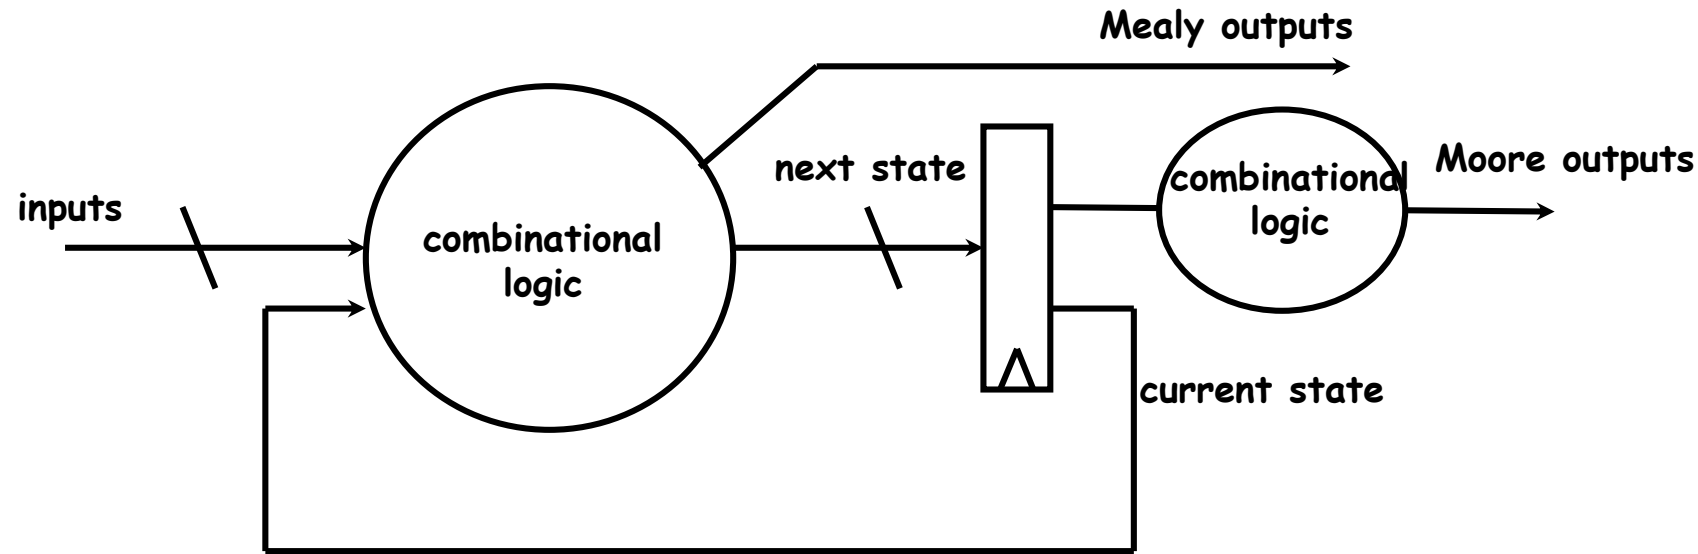 Mealy outputs
next state
combinational
logic
Moore outputs
inputs
combinational
logic
current state